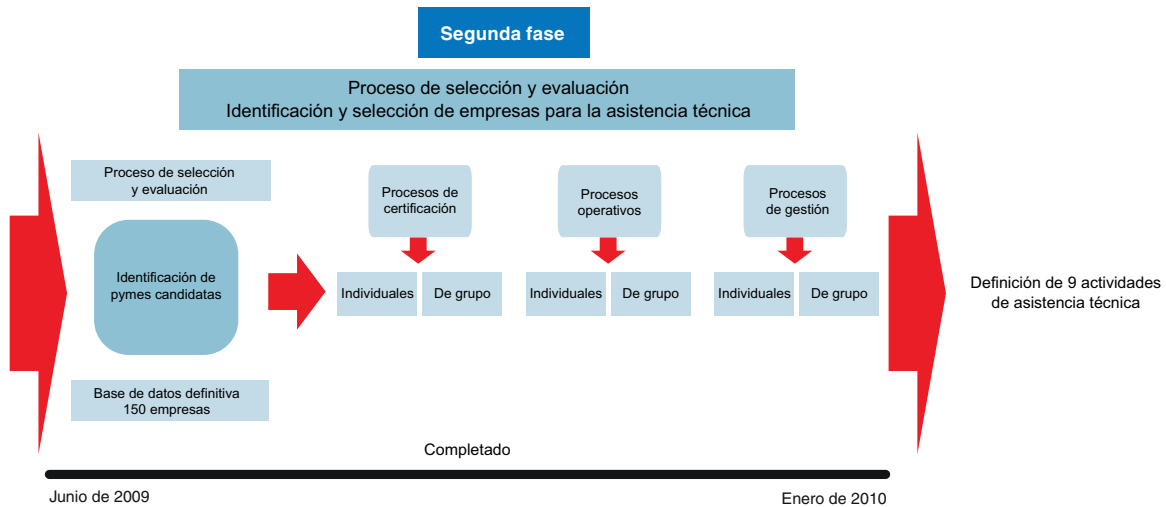 Segunda fase
Proceso de selección y evaluación
Identificación y selección de empresas para la asistencia técnica
Proceso de selección
y evaluación
Identificación de
pymes candidatas
Base de datos definitiva
150 empresas
Procesos de
certificación
Individuales
De grupo
Procesos
operativos
Individuales
De grupo
Procesos
de gestión
Individuales
De grupo
Definición de 9 actividades
de asistencia técnica
Completado
Junio de 2009
Enero de 2010